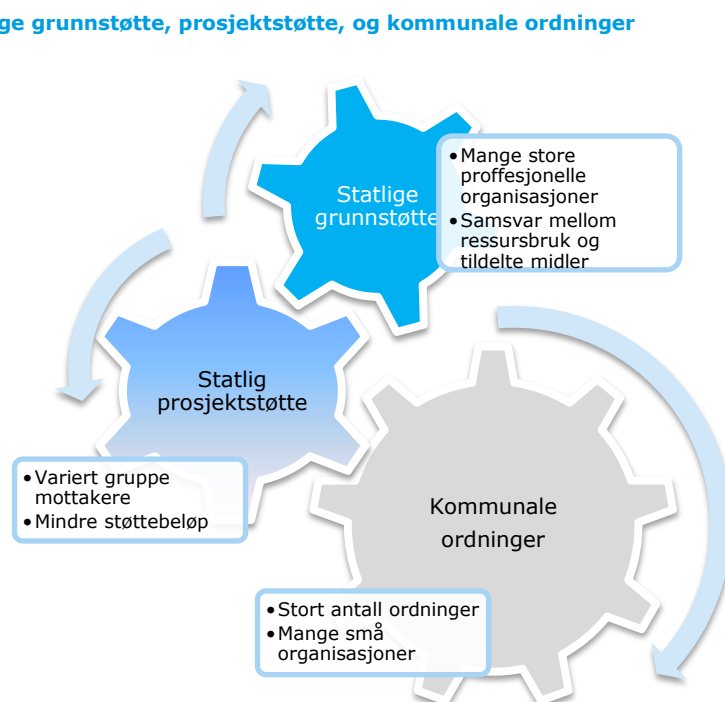 ge grunnstøtte, prosjektstøtte, og kommunale ordninger
Statlige
grunnstøtte
•Mange store
proffesjonelle
organisasjoner
•Samsvar mellom
ressursbruk og
tildelte midler
Statlig
prosjektstøtte
•Variert gruppe
mottakere
•Mindre støttebeløp
Kommunale
ordninger
•Stort antall ordninger
•Mange små
organisasjoner